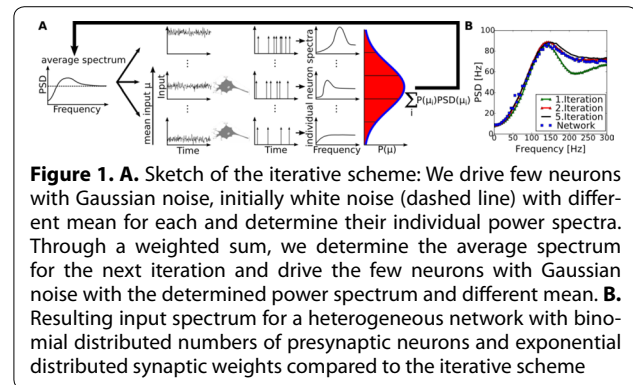 A
B
average spectrum
PSD
Frequency
mean input μ
Input
Time
Time
individual neuron spectra
Frequency
P(μ)
∑P(μᵢ)PSD(μᵢ)
i
PSD [Hz]
90
80
70
60
50
40
30
20
10
0
0 50 100 150 200 250 300
Frequency [Hz]
1.Iteration
2.Iteration
5.Iteration
Network
Figure 1. A. Sketch of the iterative scheme: We drive few neurons
with Gaussian noise, initially white noise (dashed line) with differ-
ent mean for each and determine their individual power spectra.
Through a weighted sum, we determine the average spectrum
for the next iteration and drive the few neurons with Gaussian
noise with the determined power spectrum and different mean. B.
Resulting input spectrum for a heterogeneous network with bino-
mial distributed numbers of presynaptic neurons and exponential
distributed synaptic weights compared to the iterative scheme